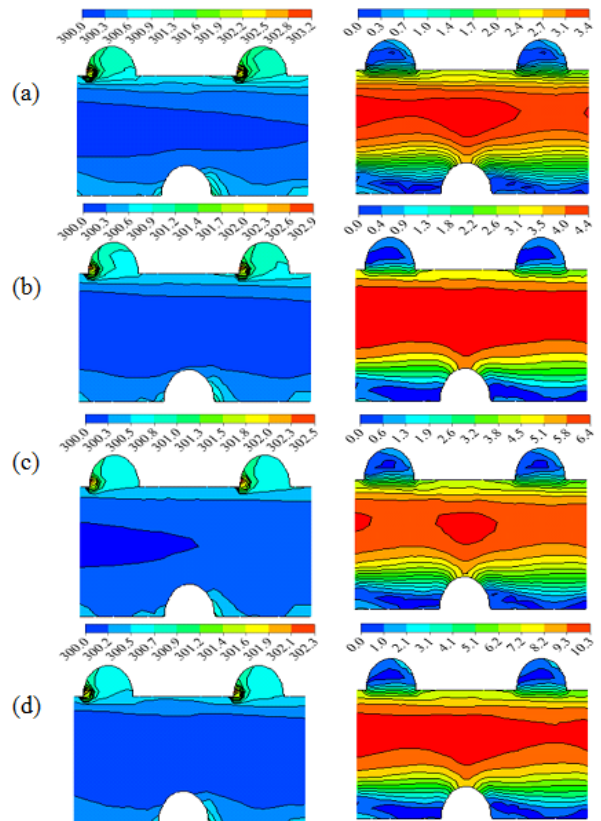 300.0 300.3 300.6 300.9 301.3 301.6 301.9 302.2 302.5 302.8 303.2
0.0 0.3 0.7 1.0 1.4 1.7 2.0 2.4 2.7 3.1 3.4
(a)
300.0 300.3 300.6 300.9 301.2 301.4 301.7 302.0 302.3 302.6 302.9
0.0 0.4 0.9 1.3 1.8 2.2 2.6 3.1 3.5 4.0 4.4
(b)
300.0 300.3 300.5 300.8 301.0 301.3 301.5 301.8 302.0 302.3 302.5
0.0 0.6 1.3 1.9 2.6 3.2 3.8 4.5 5.1 5.8 6.4
(c)
300.0 300.2 300.7 300.9 301.4 302.1 302.3
0.0 1.0 2.1 3.1 4.1 5.1 6.2 7.2 8.2 9.3 10.3
(d)